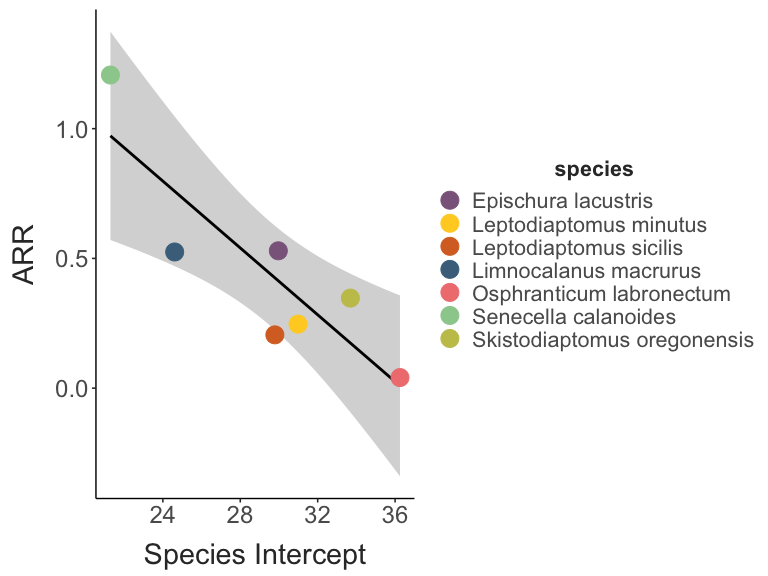 ARR
1.0
0.5
0.0
24 28 32 36
Species Intercept
species
Epischura lacustris
Leptodiaptomus minutus
Leptodiaptomus sicilis
Limnocalanus macrurus
Osphranticum labronectum
Senecella calanoides
Skistodiaptomus oregonensis